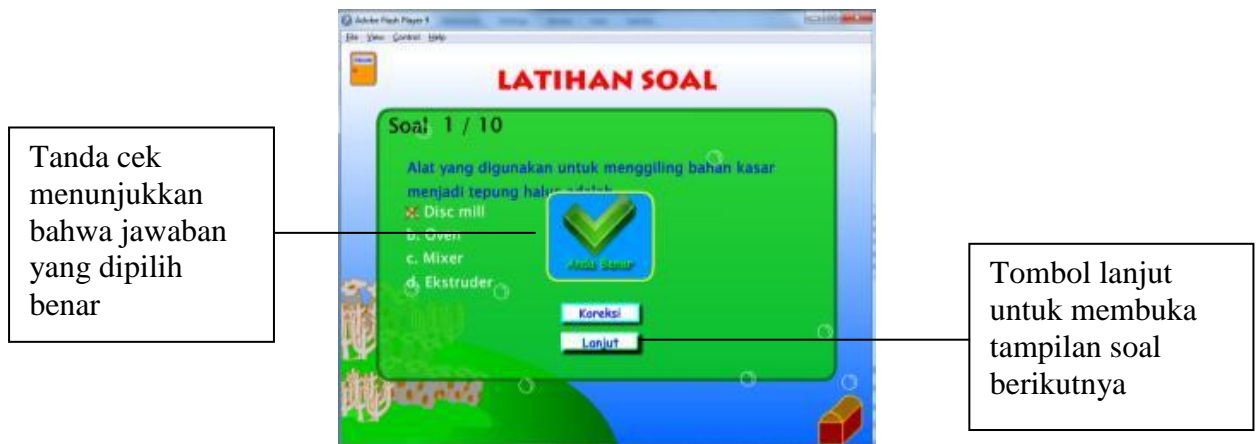 Adobe Flash Player 9
File View Control Help
LATIHAN SOAL
Soal 1 / 10
Alat yang digunakan untuk menggiling bahan kasar
menjadi tepung halus adalah
Disc mill
b. Oven
c. Mixer
d. Ekstruder
Anda Benar
Koreksi
Lanjut
Tanda cek
menunjukkan
bahwa jawaban
yang dipilih
benar
Tombol lanjut
untuk membuka
tampilan soal
berikutnya